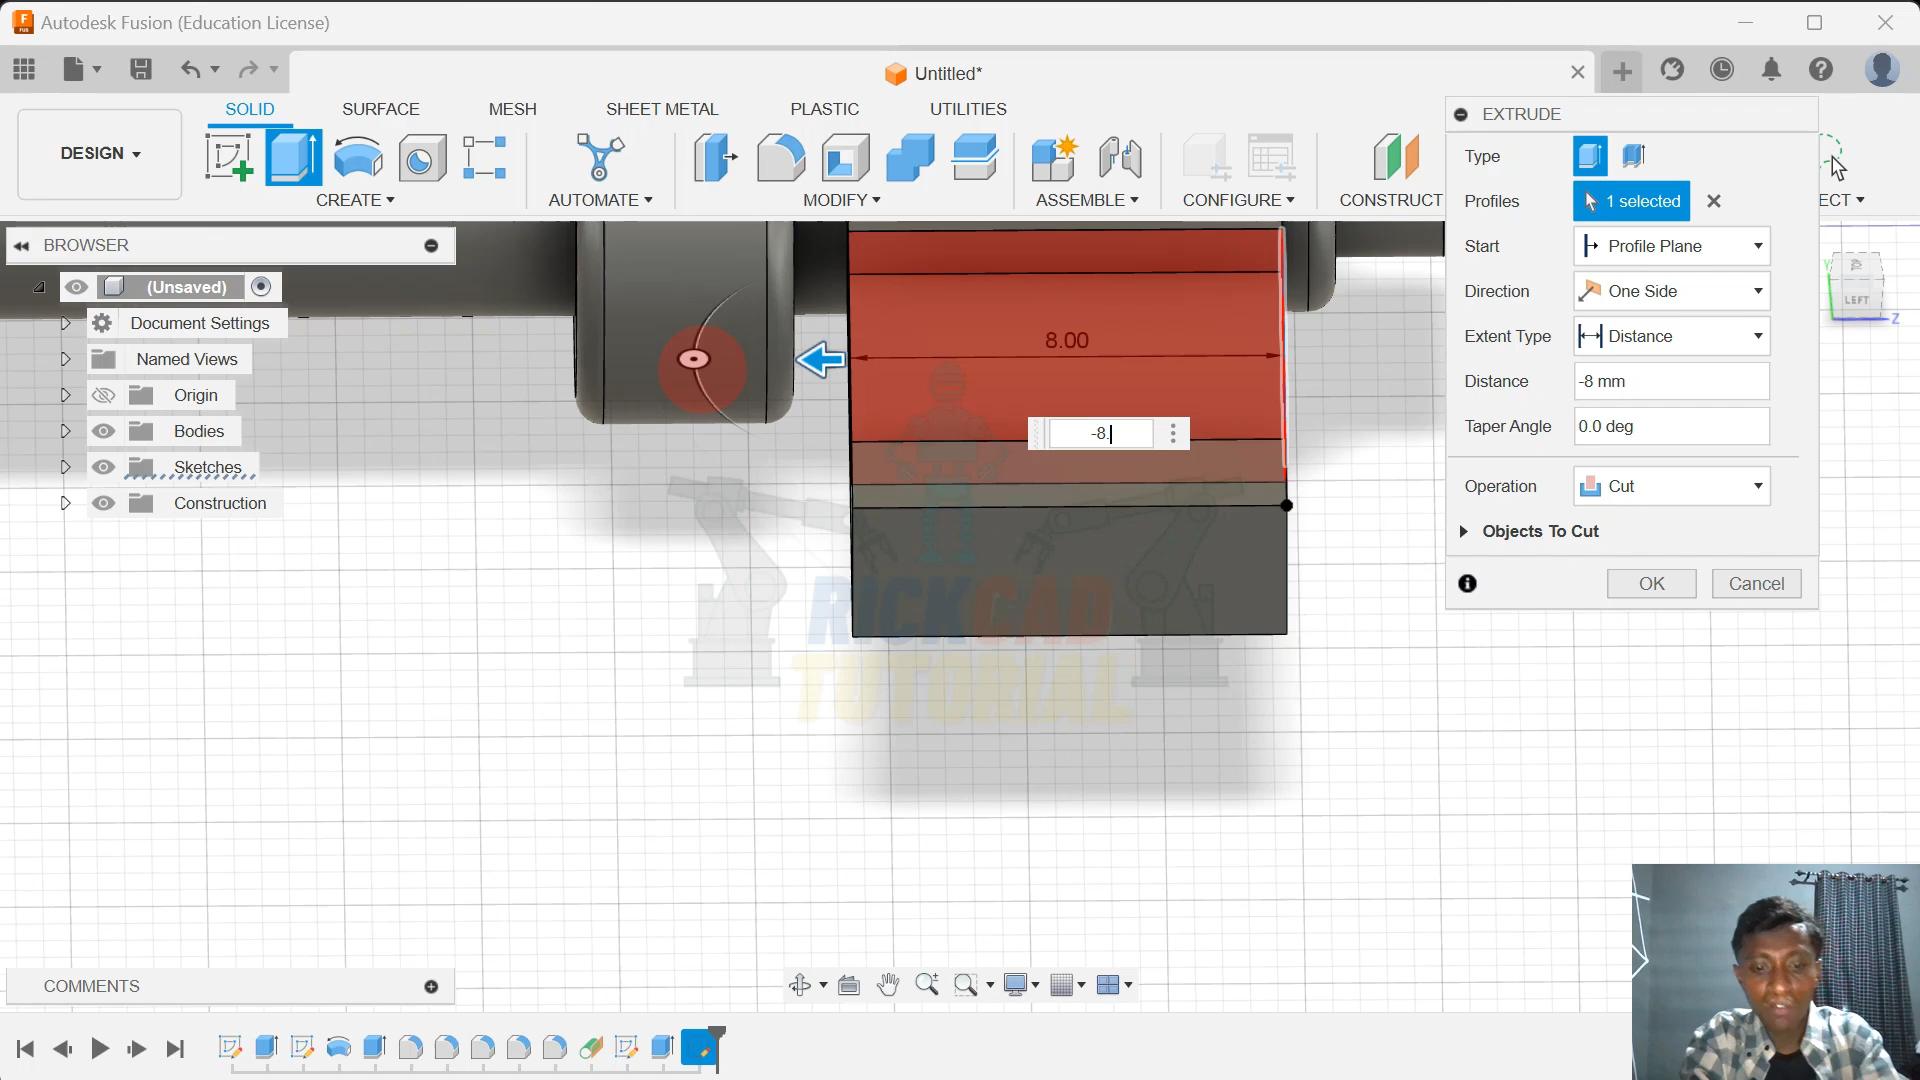 Autodesk Fusion (Education License)
Untitled*
SOLID
SURFACE
MESH
SHEET METAL
PLASTIC
UTILITIES
DESIGN
CREATE
AUTOMATE
MODIFY
ASSEMBLE
CONFIGURE
CONSTRUCT
ECT
EXTRUDE
Type
Profiles
1 selected
Start
Profile Plane
Direction
One Side
Extent Type
Distance
Distance
-8 mm
Taper Angle
0.0 deg
Operation
Cut
Objects To Cut
OK
Cancel
BROWSER
(Unsaved)
Document Settings
Named Views
Origin
Bodies
Sketches
Construction
8.00
-8.
Y
LEFT
Z
RICKCAD
TUTORIAL
COMMENTS